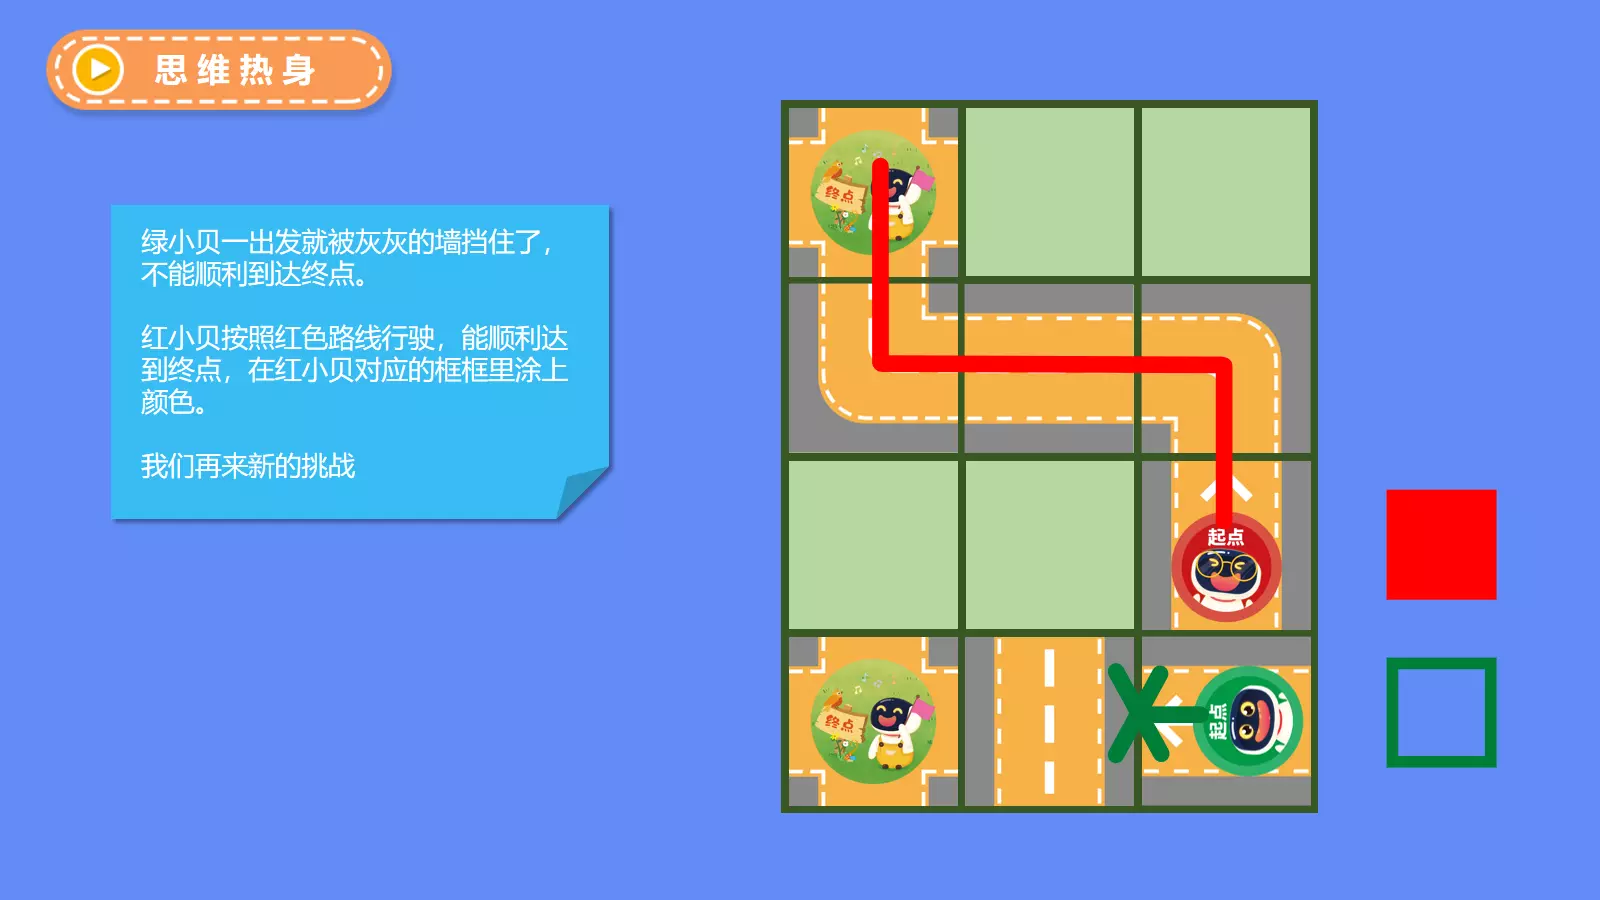 思维热身
绿小贝一出发就被灰灰的墙挡住了，
不能顺利到达终点。
红小贝按照红色路线行驶，能顺利达
到终点，在红小贝对应的框框里涂上
颜色。
我们再来新的挑战
终点
起点
终点
起点